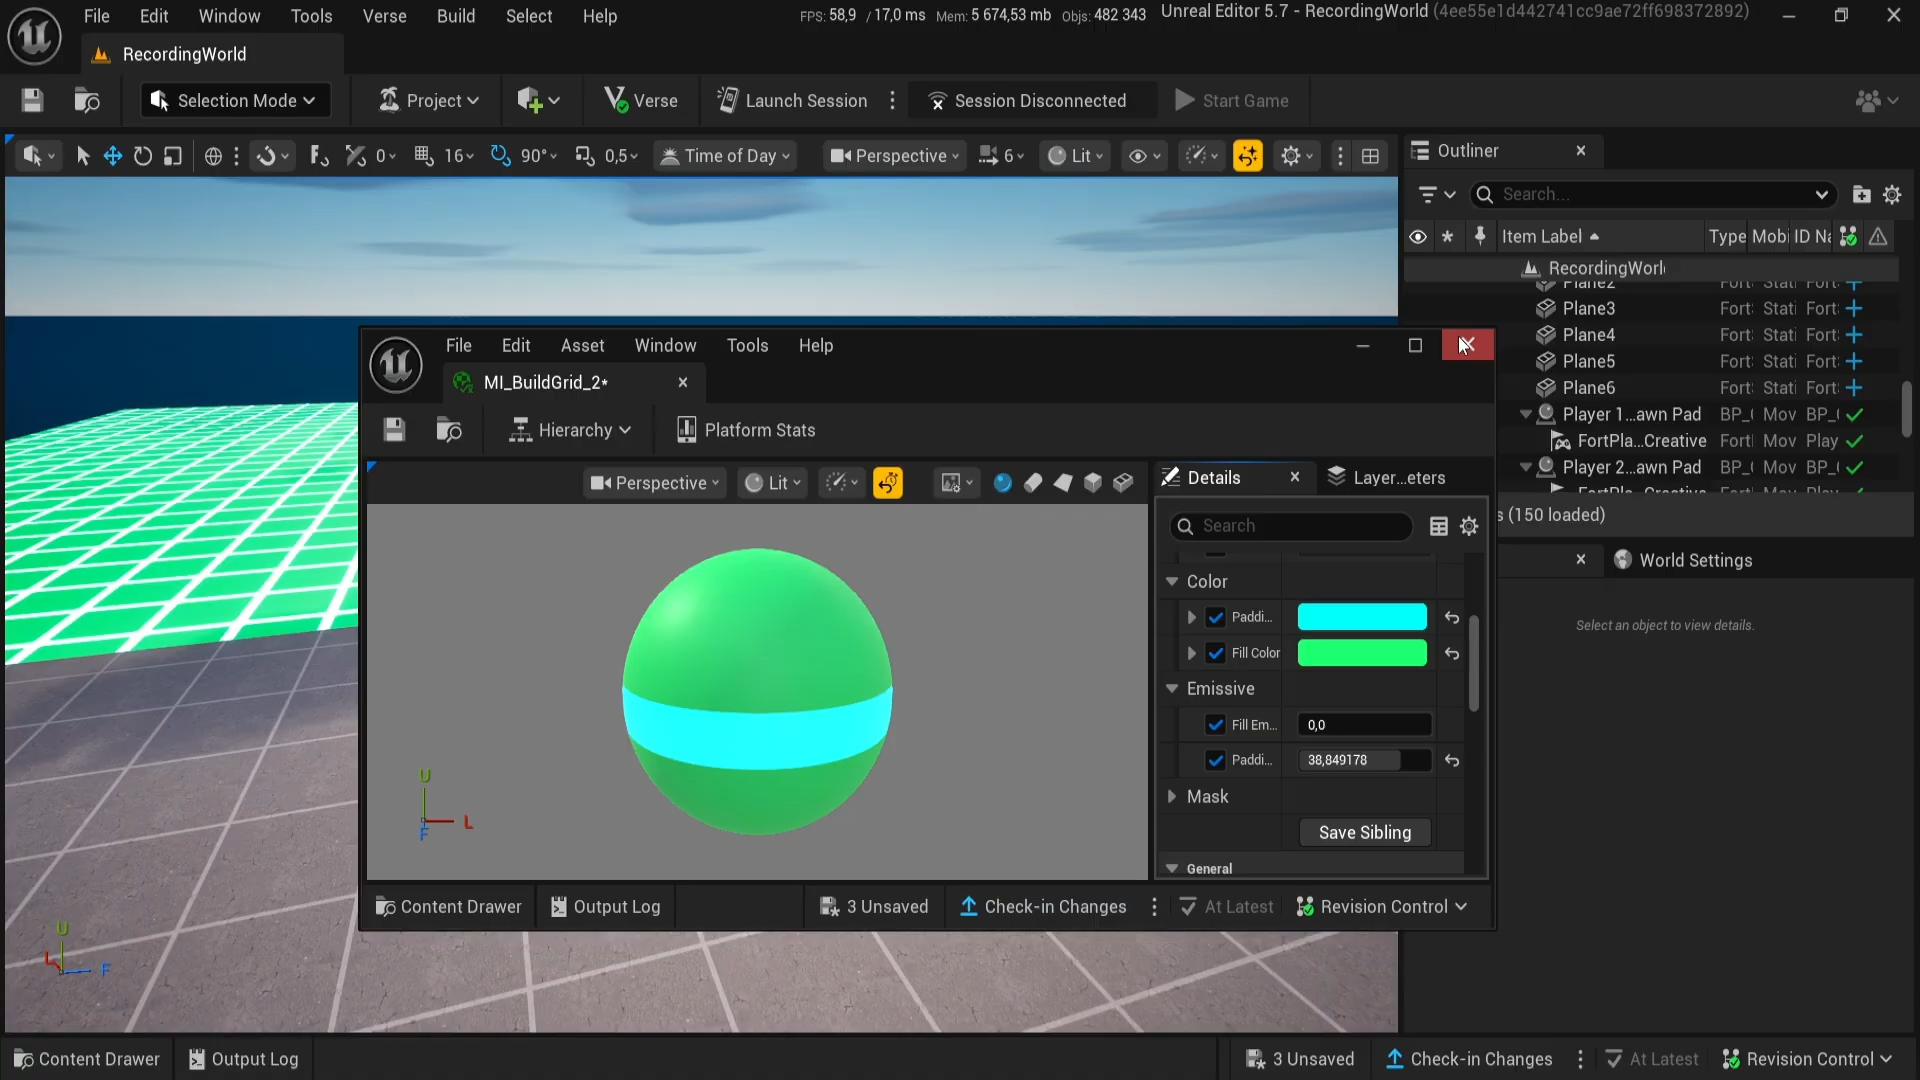 File Edit Window Tools Verse Build Select Help
FPS: 58,9 / 17,0 ms Mem: 5 674,53 mb Objs: 482 343
Unreal Editor 5.7 - RecordingWorld (4ee55e1d442741cc9ae72ff698372892)
RecordingWorld
Selection Mode Project Verse Launch Session Session Disconnected Start Game
0 16 90° 0,5 Time of Day Perspective 6 Lit
Outliner
Search...
Item Label Type Mobi ID Na
RecordingWorl
Plane2 Fort Stati Fort
Plane3 Fort Stati Fort
Plane4 Fort Stati Fort
Plane5 Fort Stati Fort
Plane6 Fort Stati Fort
Player 1...awn Pad BP_ Mov BP_
FortPla...Creative Fort Mov Play
Player 2...awn Pad BP_ Mov BP_
FortPla...Creative Fort Mov Play
s (150 loaded)
World Settings
Select an object to view details.
File Edit Asset Window Tools Help
MI_BuildGrid_2*
Hierarchy Platform Stats
Perspective Lit
Details Layer...eters
Search
Color
Paddi...
Fill Color
Emissive
Fill Em... 0,0
Paddi... 38,849178
Mask
Save Sibling
General
U
L
F
Content Drawer Output Log 3 Unsaved Check-in Changes At Latest Revision Control
U
L
F
Content Drawer Output Log 3 Unsaved Check-in Changes At Latest Revision Control